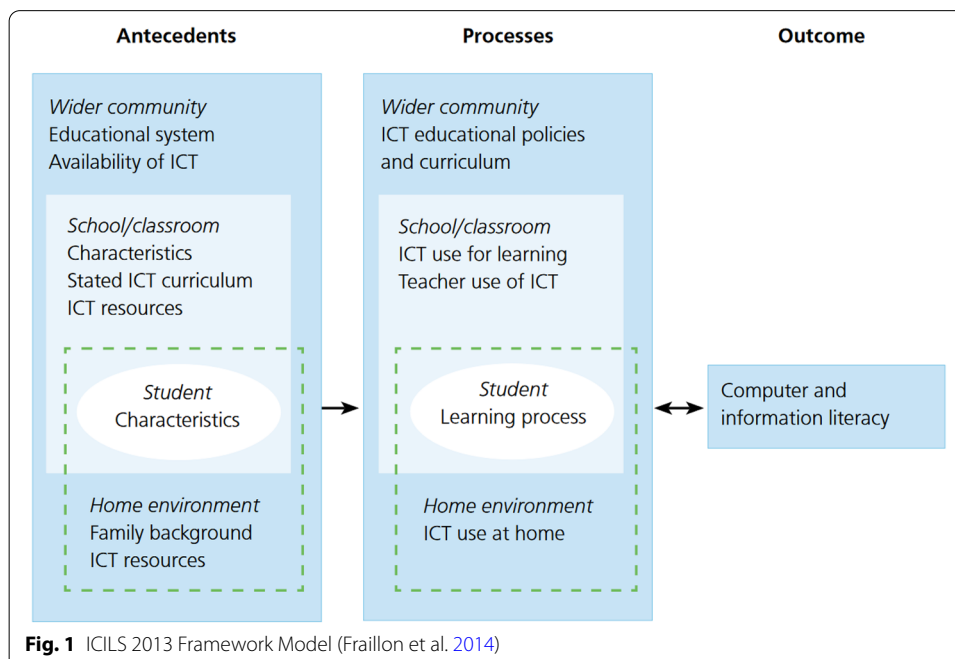 Antecedents
Processes
Outcome
Wider community
Educational system
Availability of ICT
School/classroom
Characteristics
Stated ICT curriculum
ICT resources
Student
Characteristics
Home environment
Family background
ICT resources
Wider community
ICT educational policies
and curriculum
School/classroom
ICT use for learning
Teacher use of ICT
Student
Learning process
Home environment
ICT use at home
Computer and
information literacy
Fig. 1 ICILS 2013 Framework Model (Fraillon et al. 2014)